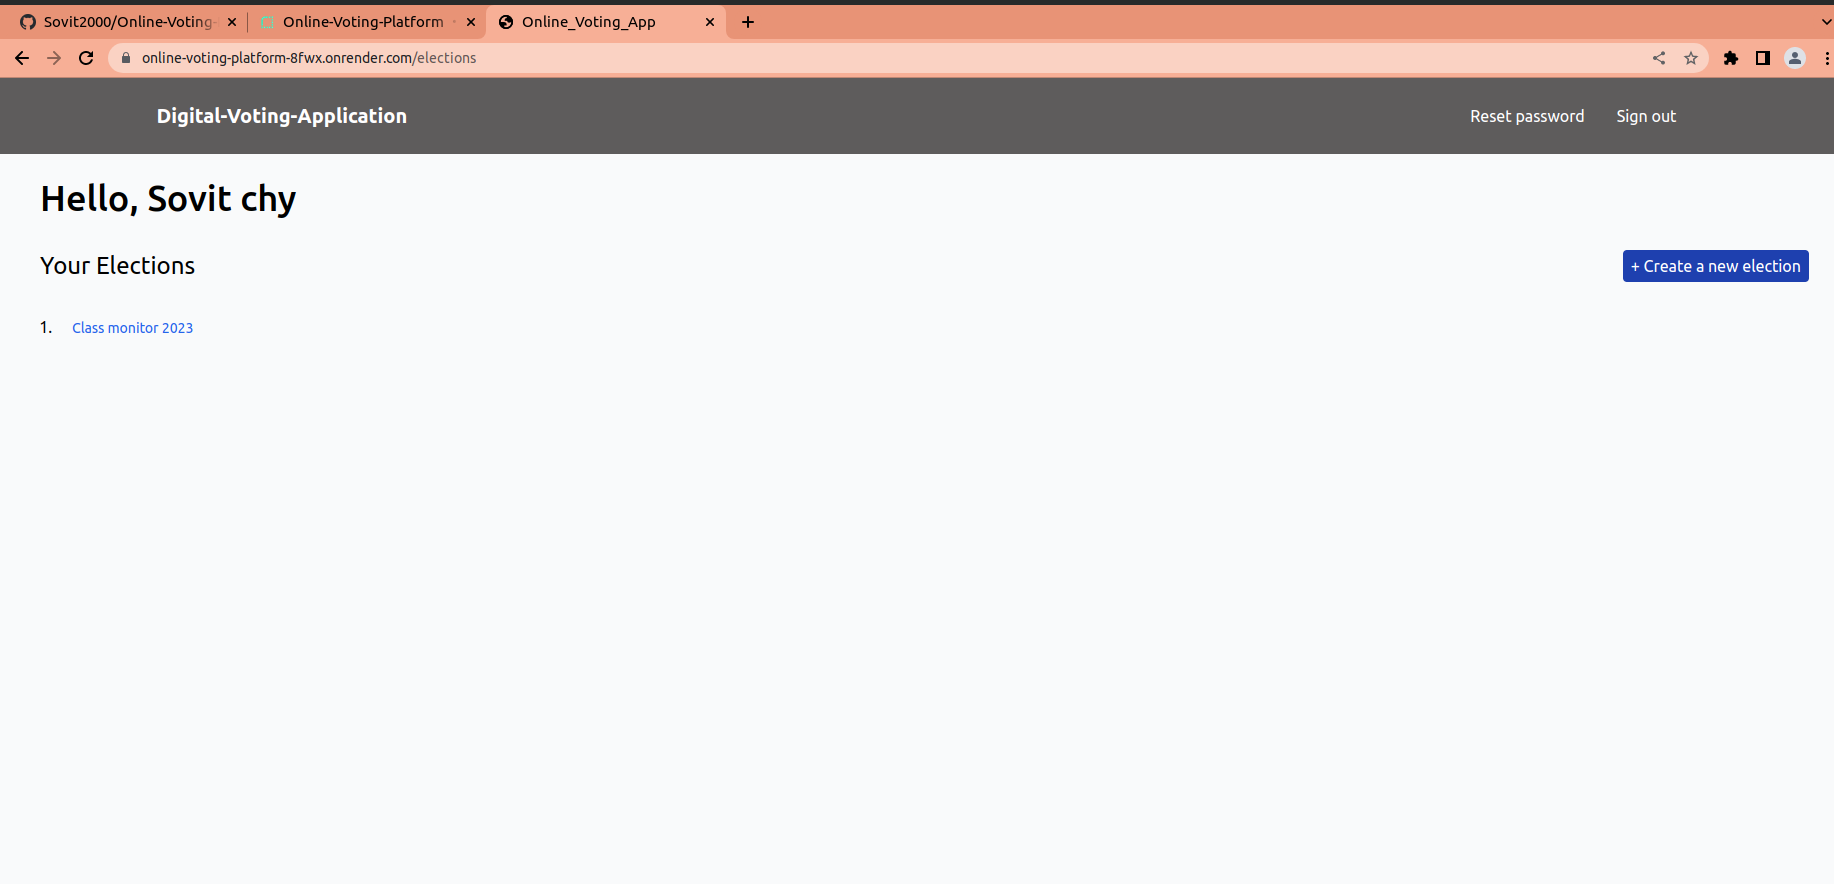 Sovit2000/Online-Voting-
Online-Voting-Platform
Online_Voting_App
online-voting-platform-8fwx.onrender.com/elections
Digital-Voting-Application
Reset password
Sign out
Hello, Sovit chy
Your Elections
+ Create a new election
1. Class monitor 2023